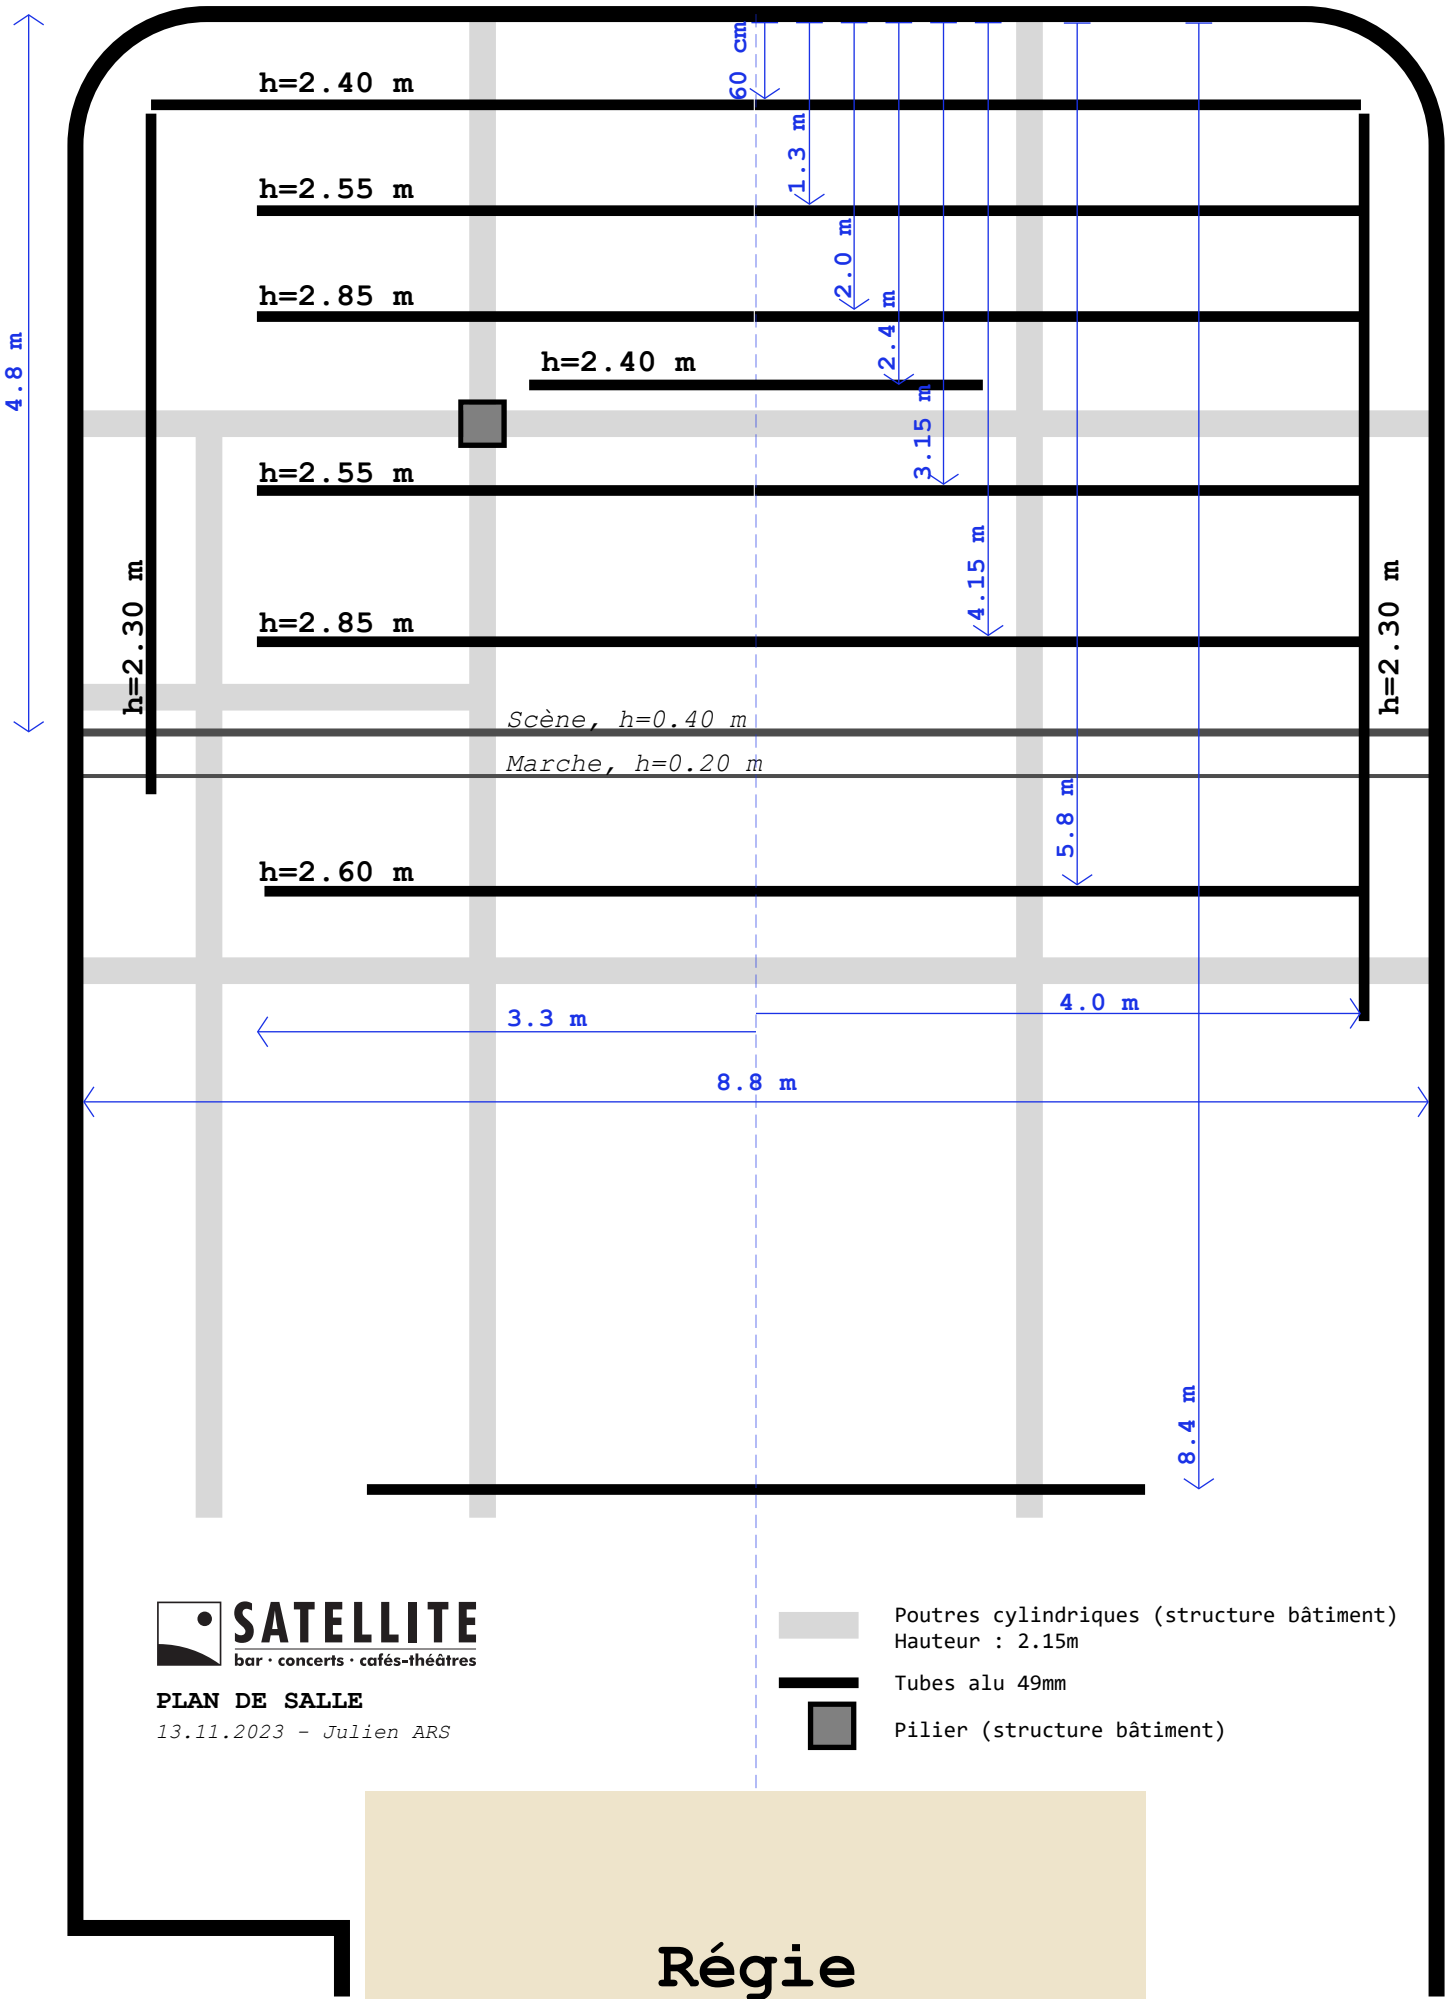 60 cm
h=2.40 m
1.3 m
h=2.55 m
2.0 m
h=2.85 m
2.4 m
4.8 m
h=2.40 m
3.15 m
h=2.55 m
4.15 m
h=2.30 m
h=2.30 m
h=2.85 m
Scène, h=0.40 m
Marche, h=0.20 m
5.8 m
h=2.60 m
4.0 m
3.3 m
8.8 m
8.4 m
SATELLITE
bar · concerts · cafés-théâtres
PLAN DE SALLE
13.11.2023 - Julien ARS
Poutres cylindriques (structure bâtiment)
Hauteur : 2.15m
Tubes alu 49mm
Pilier (structure bâtiment)
Régie